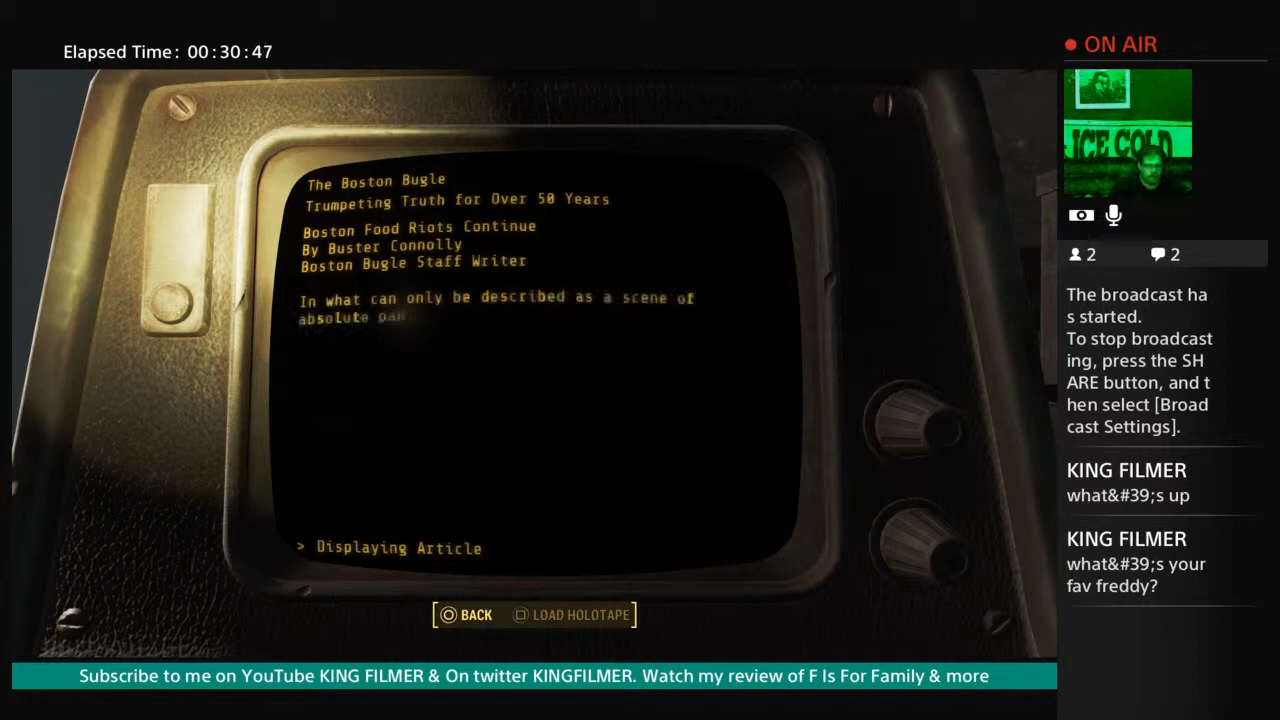 Elapsed Time: 00:30:47
The Boston Bugle
Trumpeting Truth for Over 50 Years
Boston Food Riots Continue
By Buster Connolly
Boston Bugle Staff Writer
In what can only be described as a scene of
absolute pan
> Displaying Article
BACK LOAD HOLOTAPE
Subscribe to me on YouTube KING FILMER & On twitter KINGFILMER. Watch my review of F Is For Family & more
ON AIR
ICE COLD
2 2
The broadcast ha
s started.
To stop broadcast
ing, press the SH
ARE button, and t
hen select [Broad
cast Settings].
KING FILMER
what&#39;s up
KING FILMER
what&#39;s your
fav freddy?